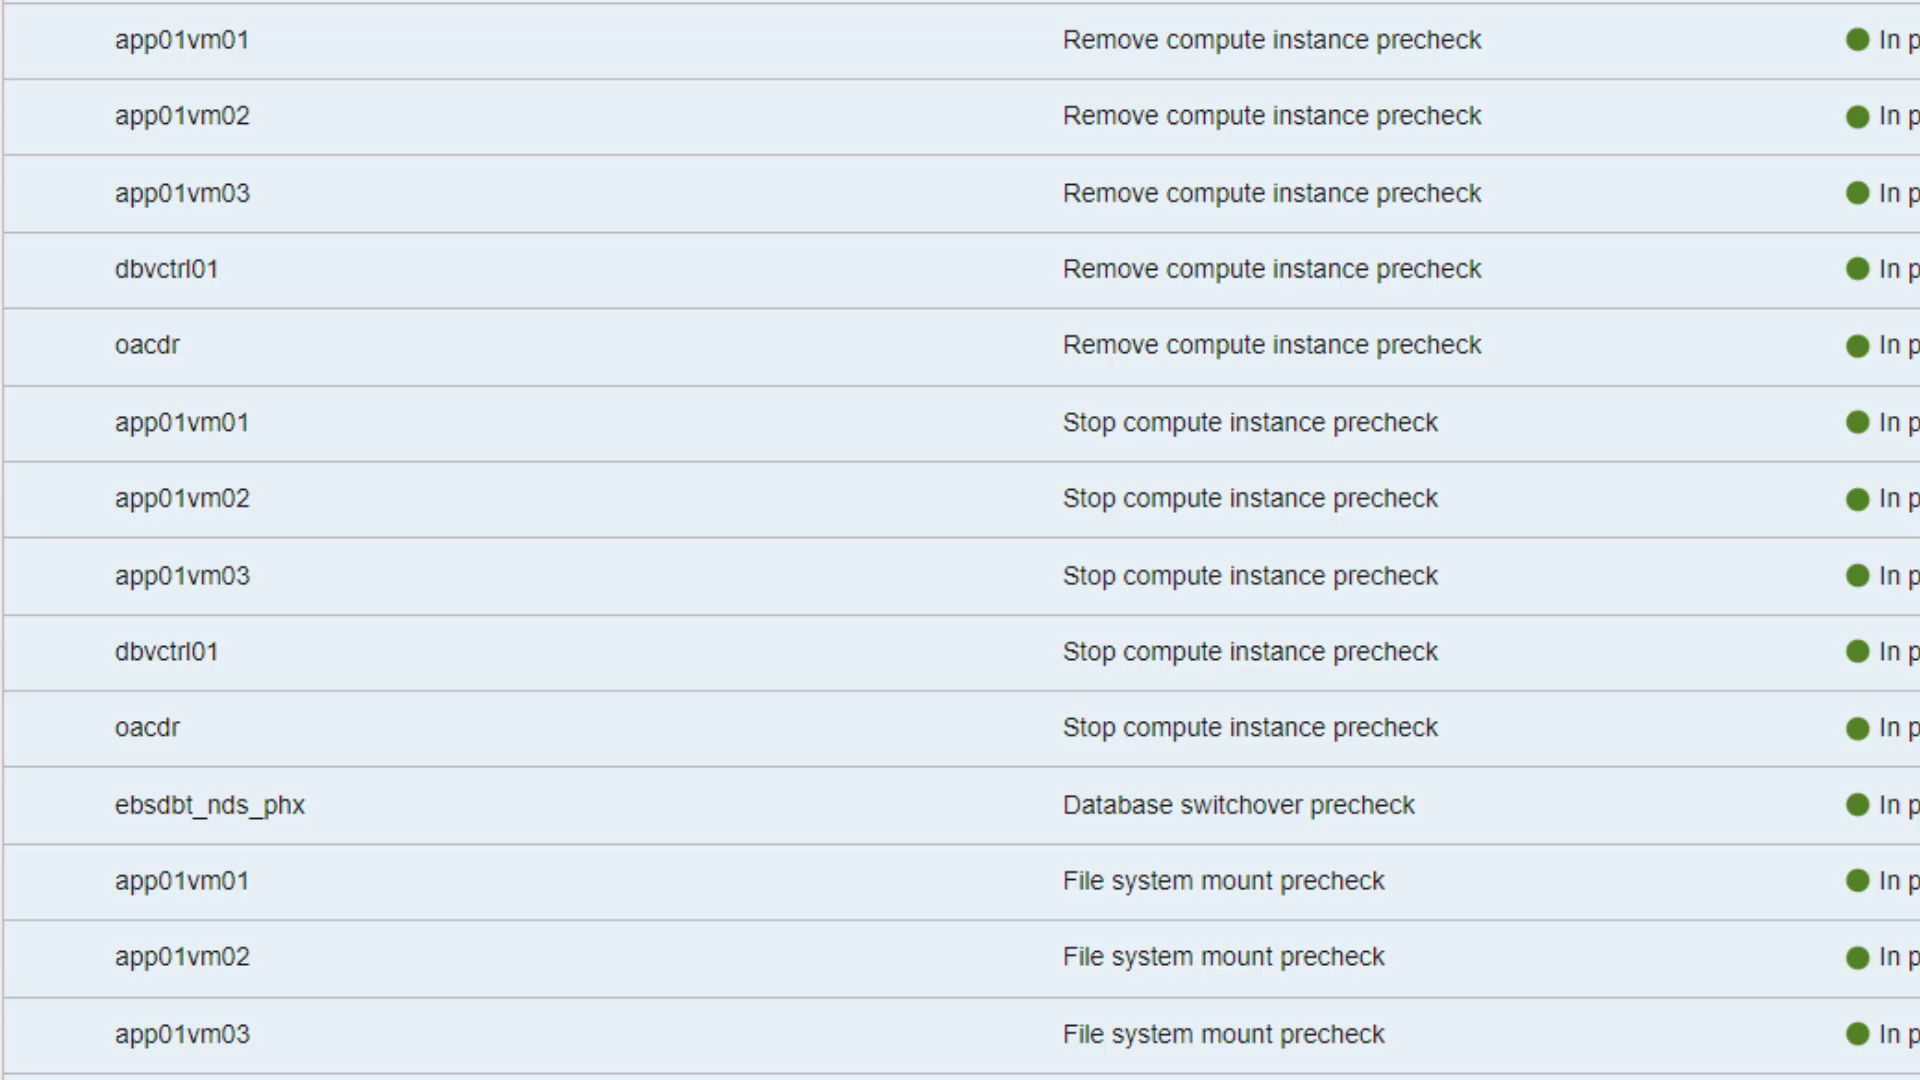 app01vm01 Remove compute instance precheck In p
app01vm02 Remove compute instance precheck In p
app01vm03 Remove compute instance precheck In p
dbvctrl01 Remove compute instance precheck In p
oacdr Remove compute instance precheck In p
app01vm01 Stop compute instance precheck In p
app01vm02 Stop compute instance precheck In p
app01vm03 Stop compute instance precheck In p
dbvctrl01 Stop compute instance precheck In p
oacdr Stop compute instance precheck In p
ebsdbt_nds_phx Database switchover precheck In p
app01vm01 File system mount precheck In p
app01vm02 File system mount precheck In p
app01vm03 File system mount precheck In p